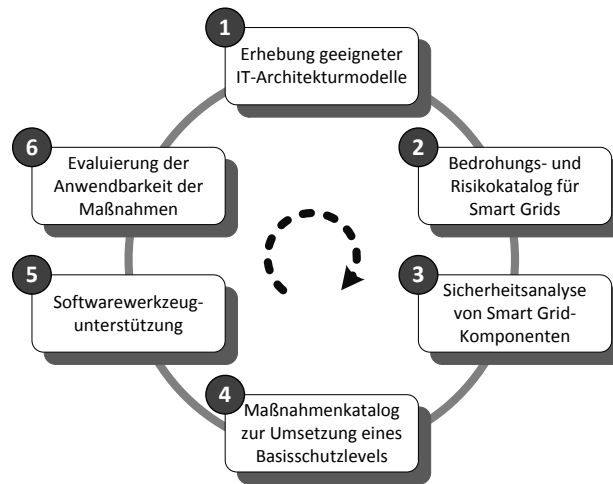 1
Erhebung geeigneter
IT-Architekturmodelle
2
Bedrohungs- und
Risikokatalog für
Smart Grids
3
Sicherheitsanalyse
von Smart Grid-
Komponenten
4
Maßnahmenkatalog
zur Umsetzung eines
Basisschutzlevels
5
Softwarewerkzeug-
unterstützung
6
Evaluierung der
Anwendbarkeit der
Maßnahmen